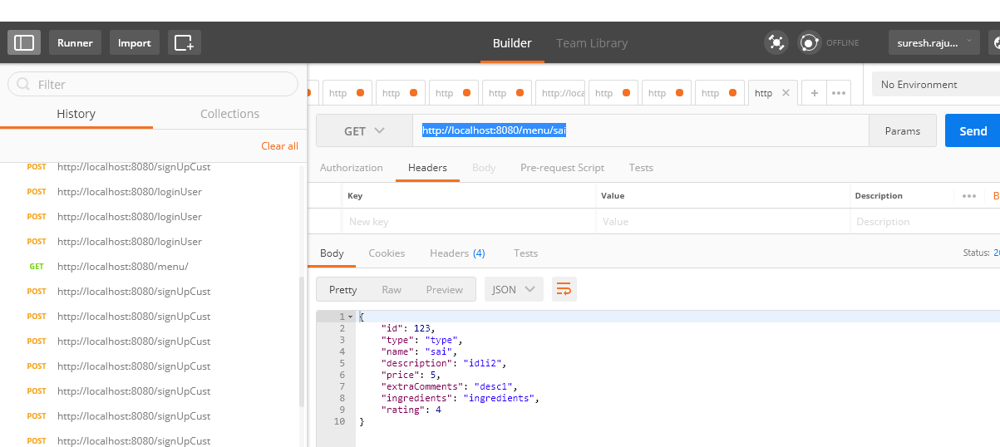 Runner Import Builder Team Library OFFLINE suresh.raju...
Filter
History Collections
Clear all
POST http://localhost:8080/signUpCust
POST http://localhost:8080/loginUser
POST http://localhost:8080/loginUser
POST http://localhost:8080/loginUser
GET http://localhost:8080/menu/
POST http://localhost:8080/signUpCust
POST http://localhost:8080/signUpCust
POST http://localhost:8080/signUpCust
POST http://localhost:8080/signUpCust
POST http://localhost:8080/signUpCust
POST http://localhost:8080/signUpCust
POST http://localhost:8080/signUpCust
http http http http http://loca http http http http No Environment
GET http://localhost:8080/menu/sai Params Send
Authorization Headers Body Pre-request Script Tests
Key Value Description B
New key Value Description
Body Cookies Headers (4) Tests Status: 20
Pretty Raw Preview JSON
1 {
2 "id": 123,
3 "type": "type",
4 "name": "sai",
5 "description": "idli2",
6 "price": 5,
7 "extraComments": "desc1",
8 "ingredients": "ingredients",
9 "rating": 4
10 }